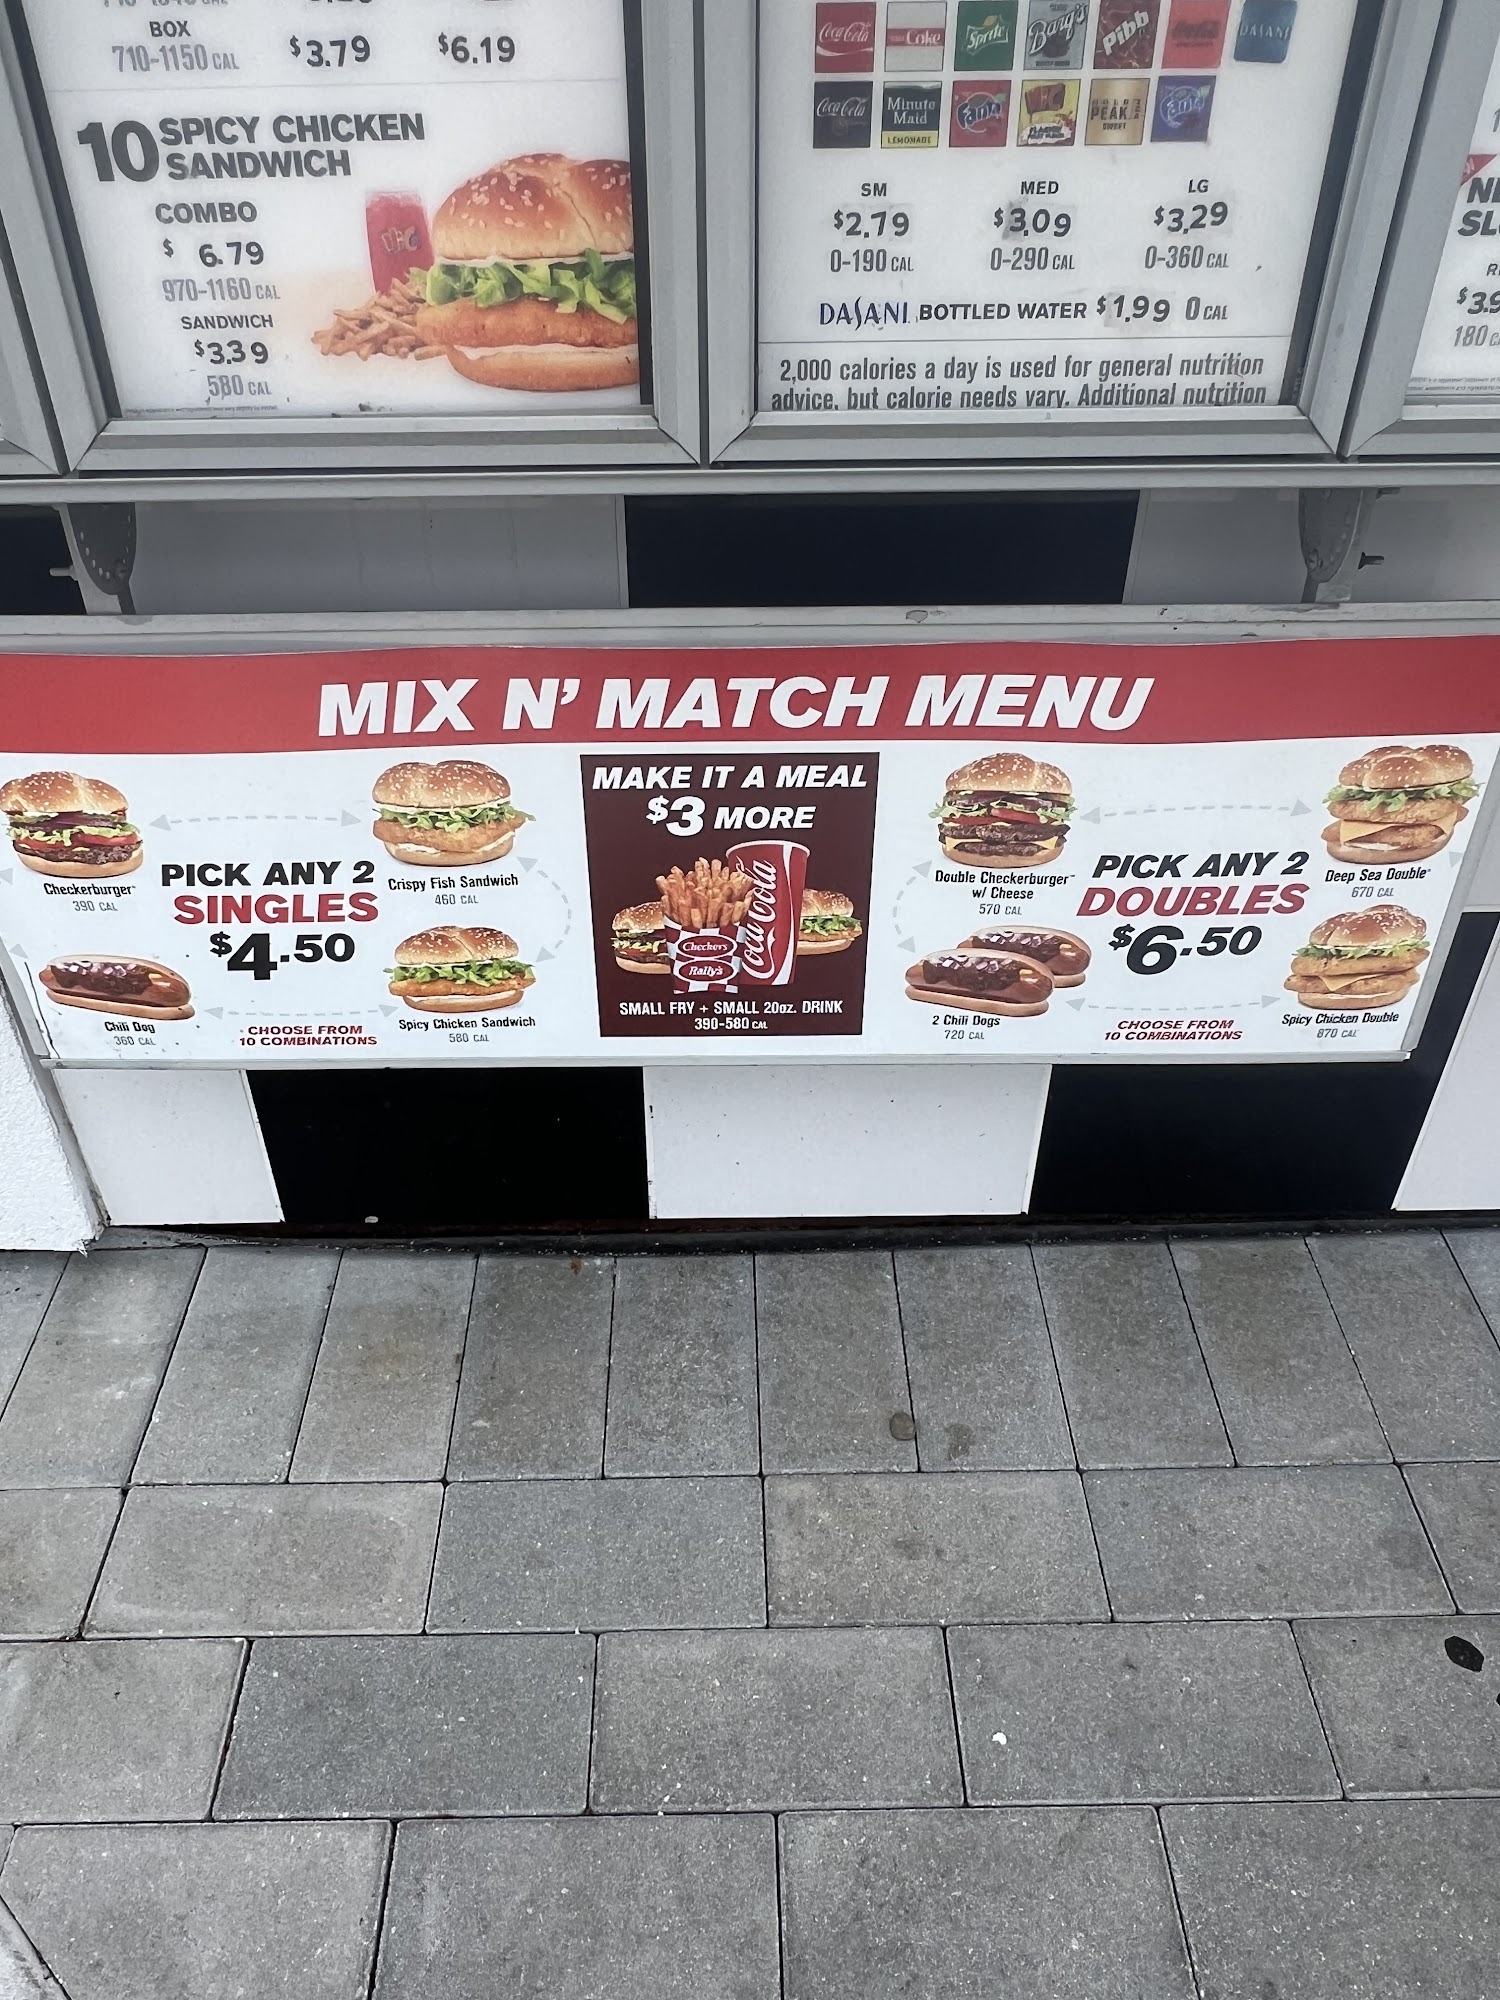 BOX
710-1150 CAL
$3.79
$6.19
10 SPICY CHICKEN
SANDWICH
COMBO
$ 6.79
970-1160 CAL
SANDWICH
$3.39
580 CAL
Coca-Cola
Coke
Sprite
Barq's
Pibb
DASANI
Coca-Cola
Minute
Maid
LEMONADE
Fanta
PEAK
Fanta
SM
$2.79
0-190 CAL
MED
$3.09
0-290 CAL
LG
$3.29
0-360 CAL
DASANI BOTTLED WATER $1.99 0 CAL
2,000 calories a day is used for general nutrition
advice, but calorie needs vary. Additional nutrition
$3.9
180
MIX N' MATCH MENU
Checkerburger™
390 CAL
PICK ANY 2
SINGLES
$4.50
Crispy Fish Sandwich
460 CAL
Chili Dog
360 CAL
CHOOSE FROM
10 COMBINATIONS
Spicy Chicken Sandwich
580 CAL
MAKE IT A MEAL
$3 MORE
Checkers
Rally's
Coca-Cola
SMALL FRY + SMALL 20oz. DRINK
390-580 CAL
Double Checkerburger™
w/ Cheese
570 CAL
PICK ANY 2
DOUBLES
$6.50
Deep Sea Double®
670 CAL
2 Chili Dogs
720 CAL
CHOOSE FROM
10 COMBINATIONS
Spicy Chicken Double
870 CAL